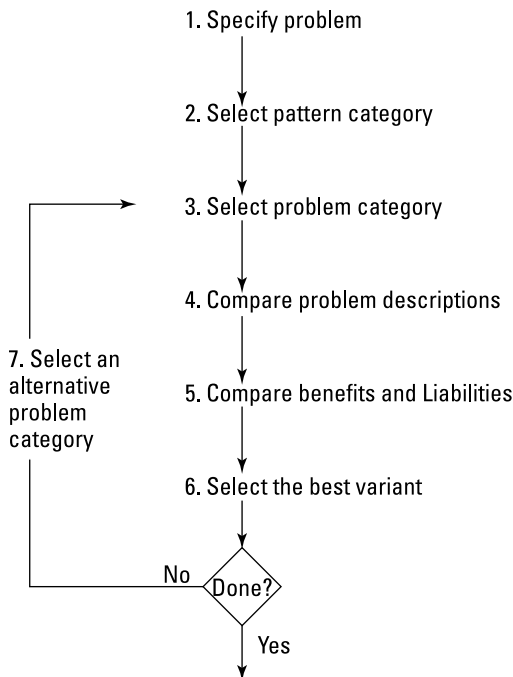 1. Specify problem
2. Select pattern category
3. Select problem category
4. Compare problem descriptions
5. Compare benefits and Liabilities
6. Select the best variant
7. Select an
alternative
problem
category
No
Done?
Yes